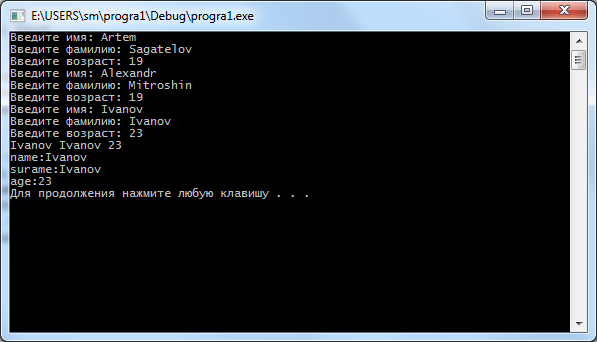 E:\USERS\sm\progra1\Debug\progra1.exe
Введите имя: Artem
Введите фамилию: Sagatelov
Введите возраст: 19
Введите имя: Alexandr
Введите фамилию: Mitroshin
Введите возраст: 19
Введите имя: Ivanov
Введите фамилию: Ivanov
Введите возраст: 23
Ivanov Ivanov 23
name:Ivanov
surame:Ivanov
age:23
Для продолжения нажмите любую клавишу . . .